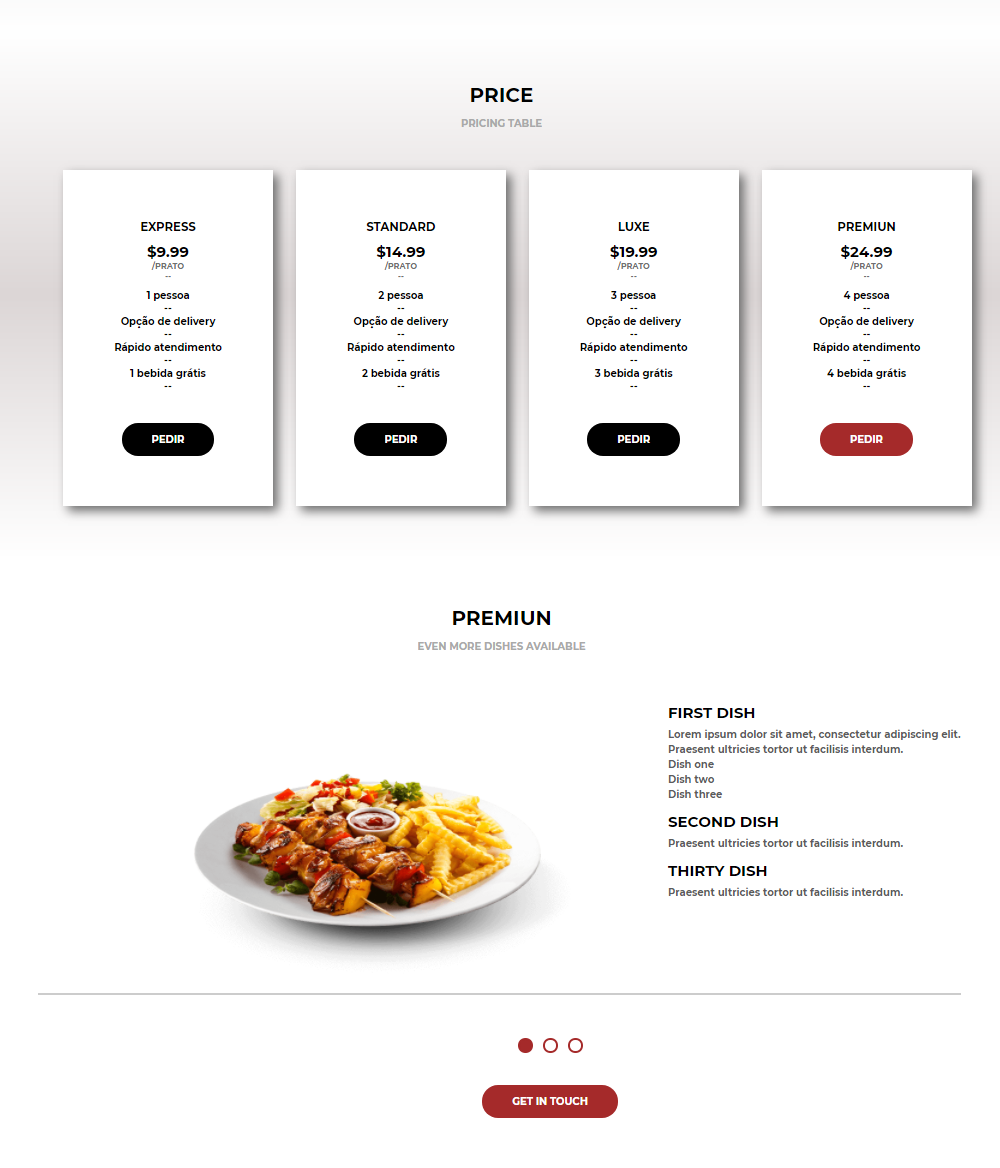 PRICE
PRICING TABLE
EXPRESS
$9.99
/PRATO
--
1 pessoa
--
Opção de delivery
--
Rápido atendimento
--
1 bebida grátis
--
PEDIR
STANDARD
$14.99
/PRATO
--
2 pessoa
--
Opção de delivery
--
Rápido atendimento
--
2 bebida grátis
--
PEDIR
LUXE
$19.99
/PRATO
--
3 pessoa
--
Opção de delivery
--
Rápido atendimento
--
3 bebida grátis
--
PEDIR
PREMIUN
$24.99
/PRATO
--
4 pessoa
--
Opção de delivery
--
Rápido atendimento
--
4 bebida grátis
--
PEDIR
PREMIUN
EVEN MORE DISHES AVAILABLE
FIRST DISH
Lorem ipsum dolor sit amet, consectetur adipiscing elit.
Praesent ultricies tortor ut facilisis interdum.
Dish one
Dish two
Dish three
SECOND DISH
Praesent ultricies tortor ut facilisis interdum.
THIRTY DISH
Praesent ultricies tortor ut facilisis interdum.
GET IN TOUCH